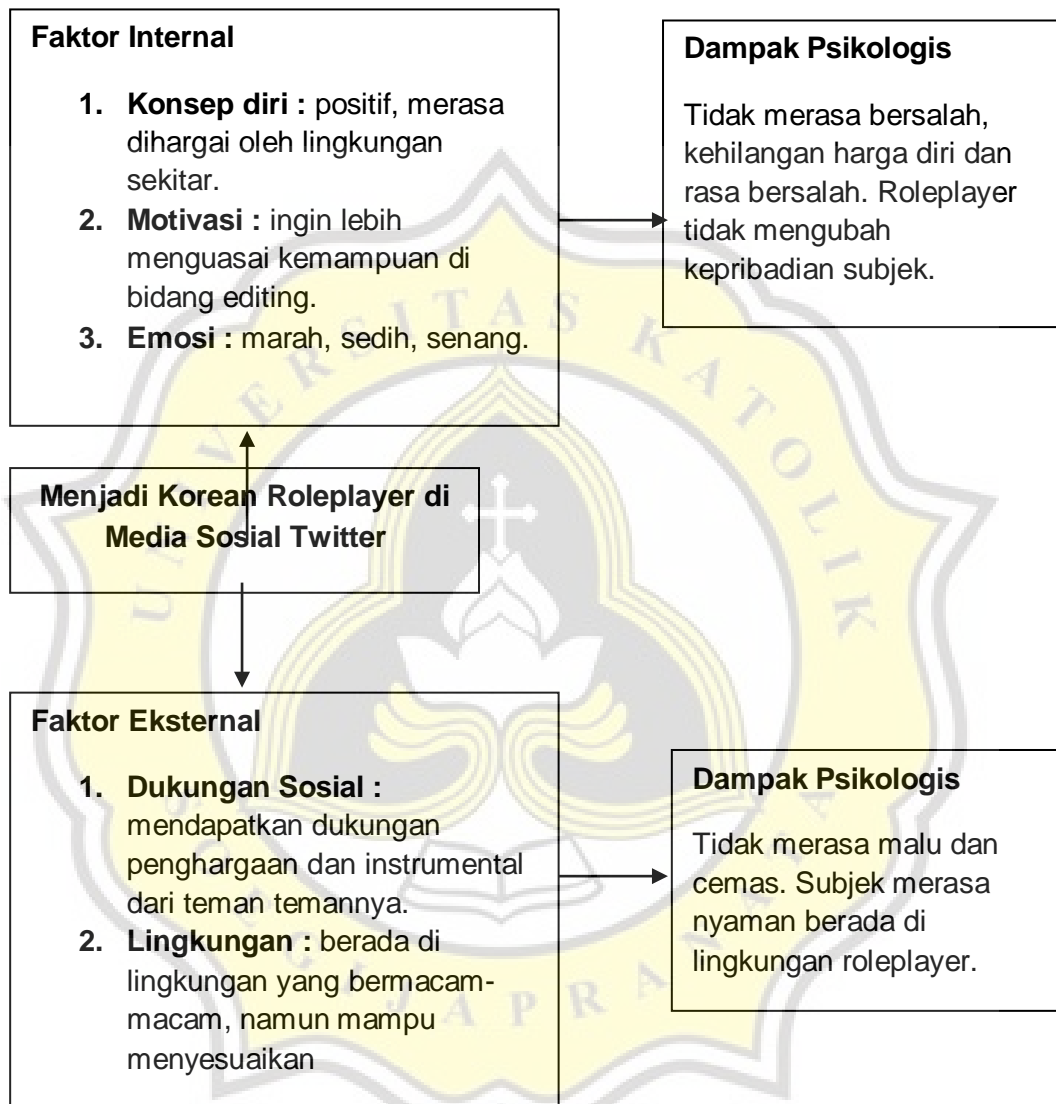 Faktor Internal
1. Konsep diri : positif, merasa
dihargai oleh lingkungan
sekitar.
2. Motivasi : ingin lebih
menguasai kemampuan di
bidang editing.
3. Emosi : marah, sedih, senang.
Dampak Psikologis
Tidak merasa bersalah,
kehilangan harga diri dan
rasa bersalah. Roleplayer
tidak mengubah
kepribadian subjek.
Menjadi Korean Roleplayer di
Media Sosial Twitter
Faktor Eksternal
1. Dukungan Sosial :
mendapatkan dukungan
penghargaan dan instrumental
dari teman temannya.
2. Lingkungan : berada di
lingkungan yang bermacam-
macam, namun mampu
menyesuaikan
Dampak Psikologis
Tidak merasa malu dan
cemas. Subjek merasa
nyaman berada di
lingkungan roleplayer.
UNIVERSITAS KATOLIK
SOEGIJAPRANATA